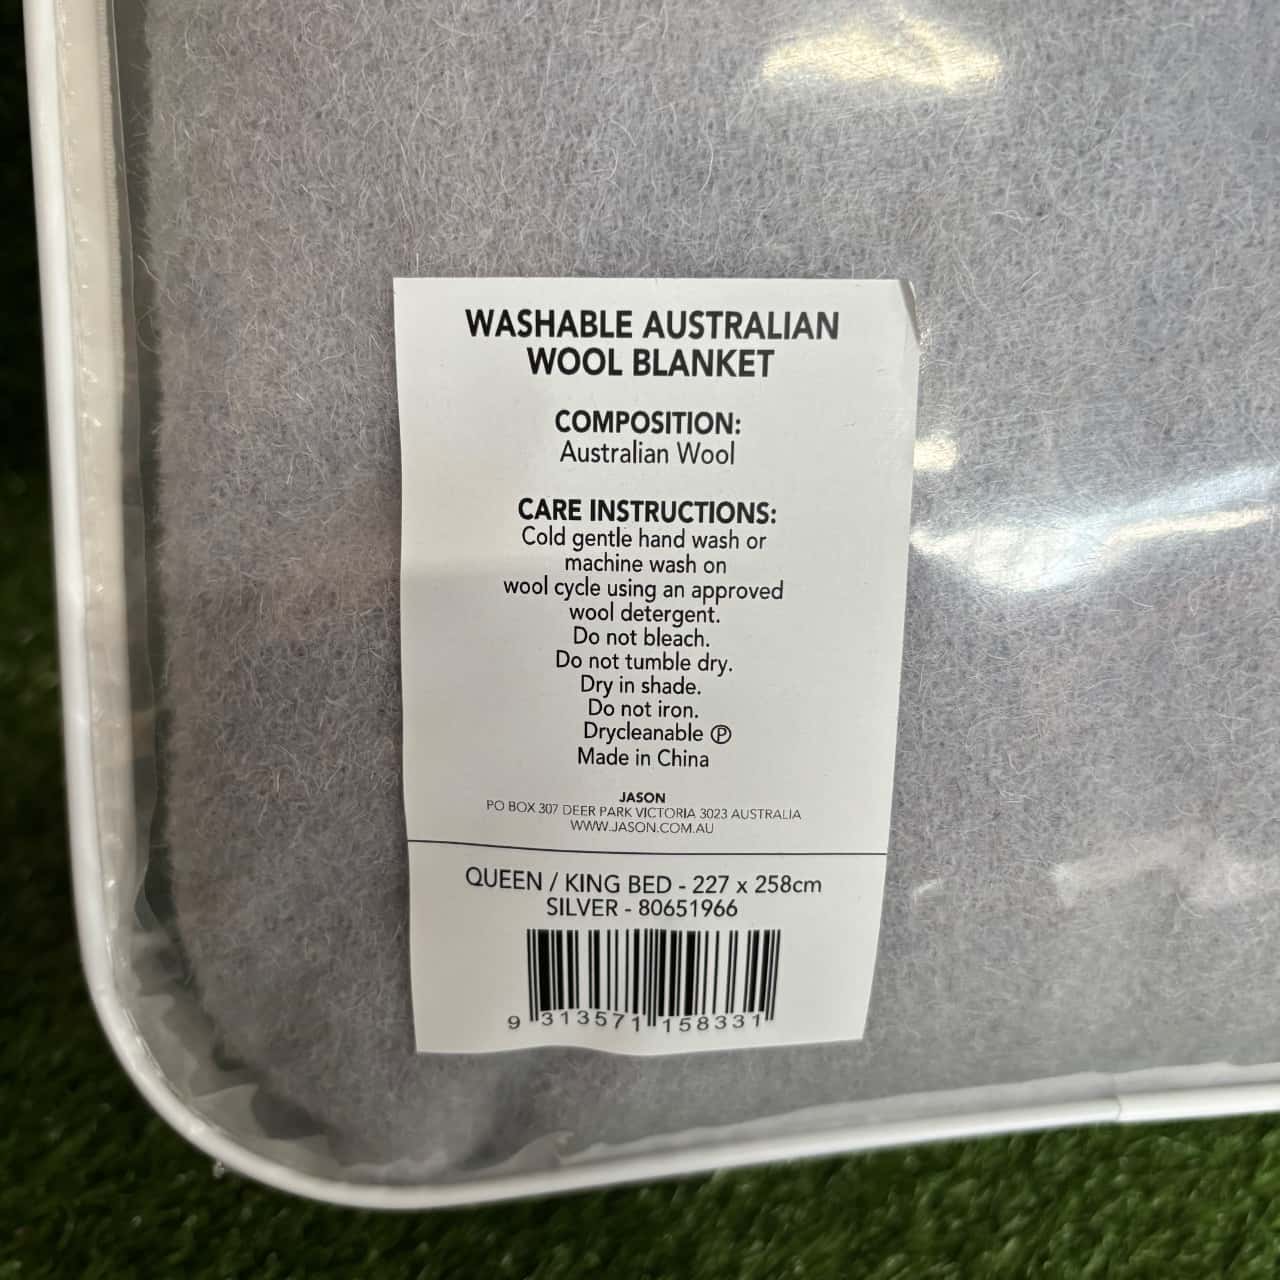 WASHABLE AUSTRALIAN
WOOL BLANKET
COMPOSITION:
Australian Wool
CARE INSTRUCTIONS:
Cold gentle hand wash or
machine wash on
wool cycle using an approved
wool detergent.
Do not bleach.
Do not tumble dry.
Dry in shade.
Do not iron.
Drycleanable Ⓟ
Made in China
JASON
PO BOX 307 DEER PARK VICTORIA 3023 AUSTRALIA
WWW.JASON.COM.AU
QUEEN / KING BED - 227 x 258cm
SILVER - 80651966
9 313571 158331